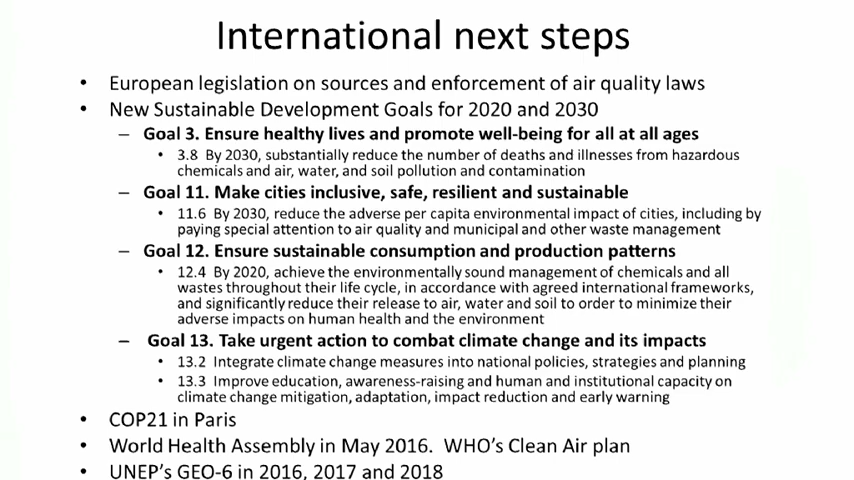 International next steps
• European legislation on sources and enforcement of air quality laws
• New Sustainable Development Goals for 2020 and 2030
– Goal 3. Ensure healthy lives and promote well-being for all at all ages
• 3.8 By 2030, substantially reduce the number of deaths and illnesses from hazardous
chemicals and air, water, and soil pollution and contamination
– Goal 11. Make cities inclusive, safe, resilient and sustainable
• 11.6 By 2030, reduce the adverse per capita environmental impact of cities, including by
paying special attention to air quality and municipal and other waste management
– Goal 12. Ensure sustainable consumption and production patterns
• 12.4 By 2020, achieve the environmentally sound management of chemicals and all
wastes throughout their life cycle, in accordance with agreed international frameworks,
and significantly reduce their release to air, water and soil to order to minimize their
adverse impacts on human health and the environment
– Goal 13. Take urgent action to combat climate change and its impacts
• 13.2 Integrate climate change measures into national policies, strategies and planning
• 13.3 Improve education, awareness-raising and human and institutional capacity on
climate change mitigation, adaptation, impact reduction and early warning
• COP21 in Paris
• World Health Assembly in May 2016. WHO's Clean Air plan
• UNEP's GEO-6 in 2016, 2017 and 2018